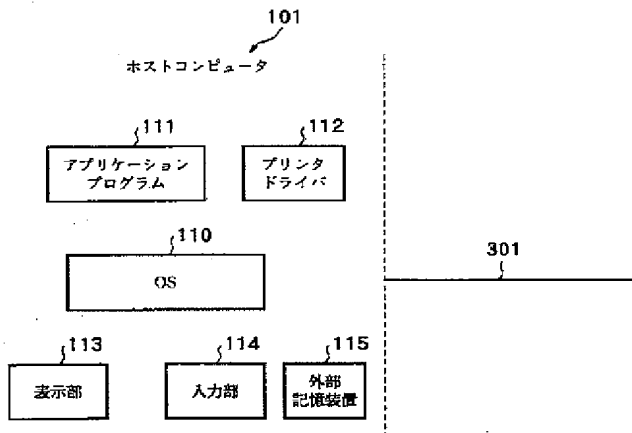 101
ホストコンピュータ
111
112
アプリケーション
プログラム
プリンタ
ドライバ
110
OS
301
113
114
115
表示部
入力部
外部
記憶装置